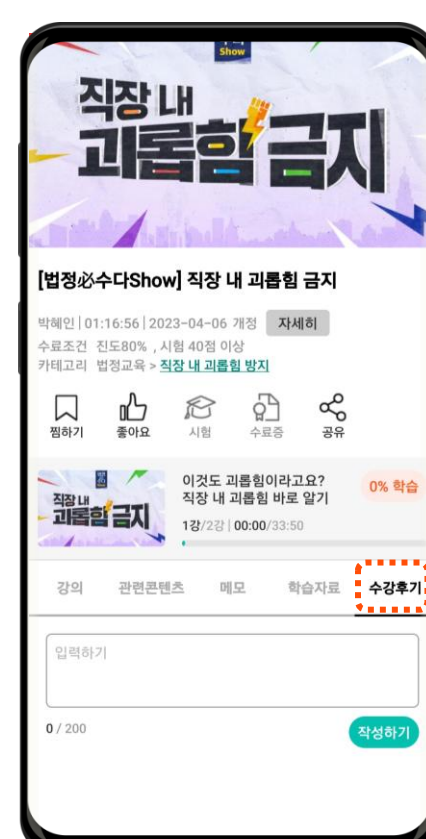 Show
직장 내
괴롭힘 금지
[법정必수다Show] 직장 내 괴롭힘 금지
박혜인 | 01:16:56 | 2023-04-06 개정 자세히
수료조건 진도80% , 시험 40점 이상
카테고리 법정교육 > 직장 내 괴롭힘 방지
찜하기 좋아요 시험 수료증 공유
직장 내
괴롭힘 금지
이것도 괴롭힘이라고요?
직장 내 괴롭힘 바로 알기
0% 학습
1강/2강 | 00:00/33:50
강의 관련콘텐츠 메모 학습자료 수강후기
입력하기
0 / 200
작성하기